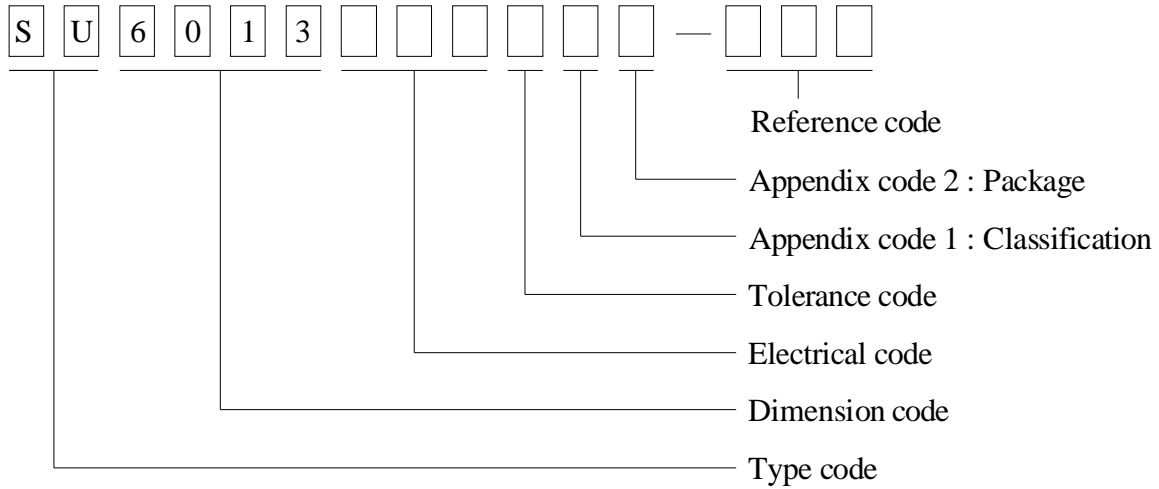 S U 6 0 1 3 —
Reference code
Appendix code 2 : Package
Appendix code 1 : Classification
Tolerance code
Electrical code
Dimension code
Type code